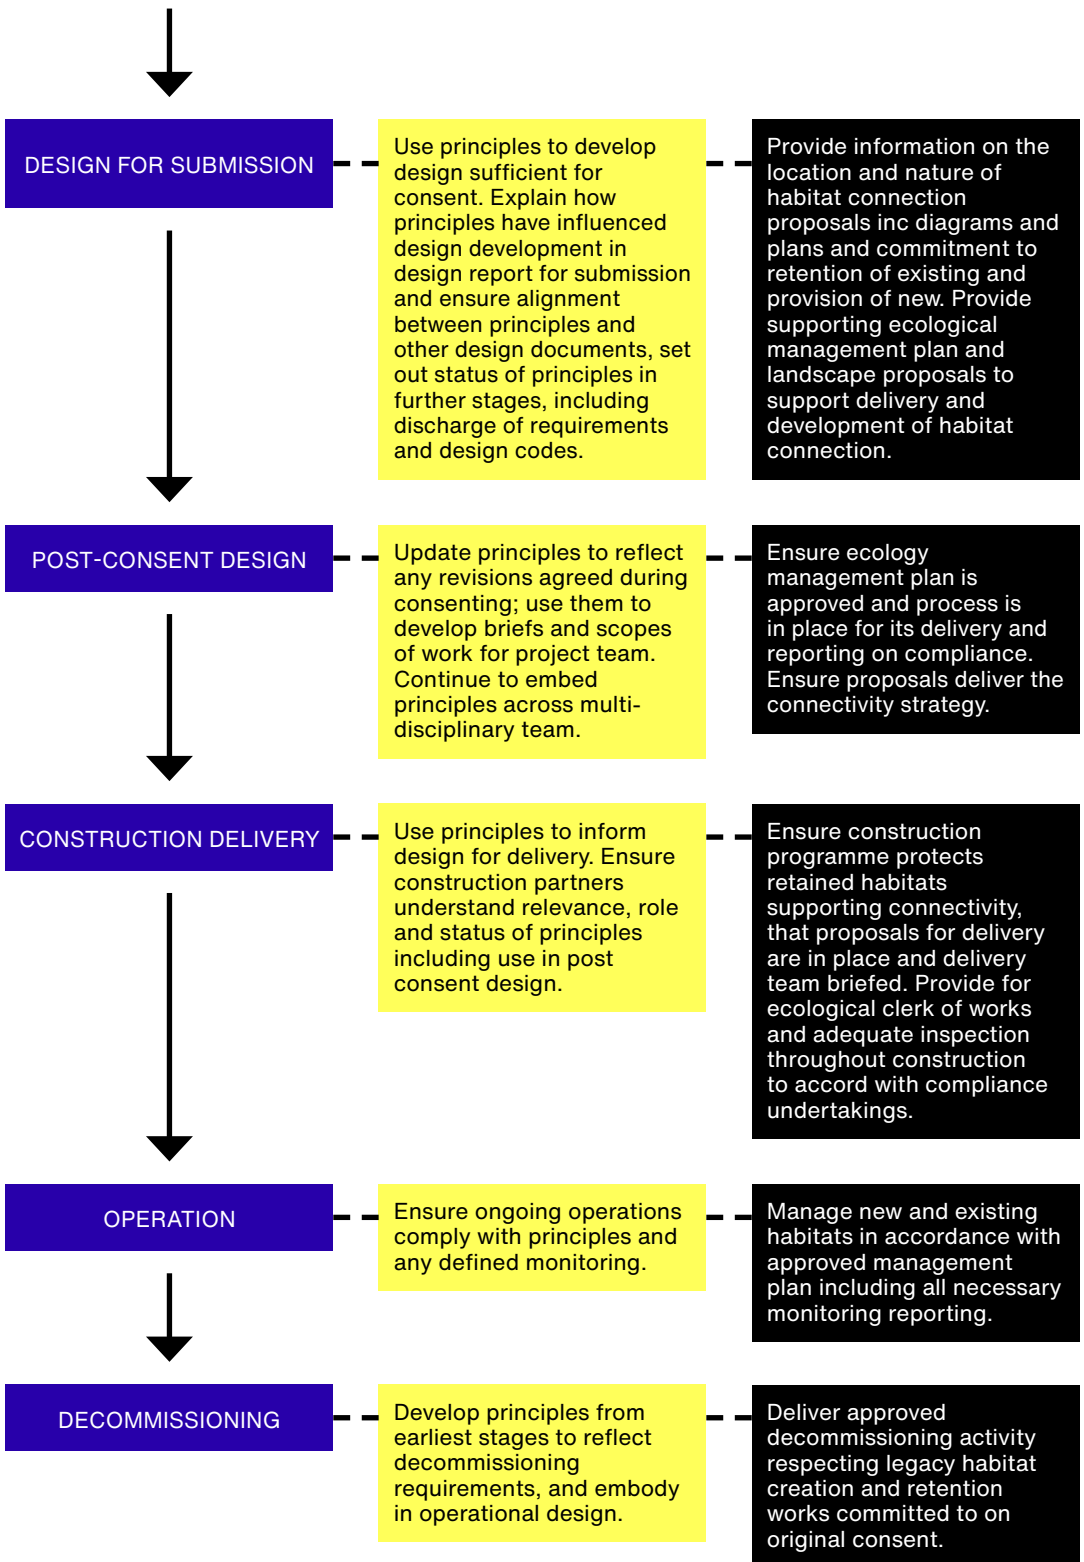 DESIGN FOR SUBMISSION
Use principles to develop
design sufficient for
consent. Explain how
principles have influenced
design development in
design report for submission
and ensure alignment
between principles and
other design documents, set
out status of principles in
further stages, including
discharge of requirements
and design codes.
Provide information on the
location and nature of
habitat connection
proposals inc diagrams and
plans and commitment to
retention of existing and
provision of new. Provide
supporting ecological
management plan and
landscape proposals to
support delivery and
development of habitat
connection.
POST-CONSENT DESIGN
Update principles to reflect
any revisions agreed during
consenting; use them to
develop briefs and scopes
of work for project team.
Continue to embed
principles across multi-
disciplinary team.
Ensure ecology
management plan is
approved and process is
in place for its delivery and
reporting on compliance.
Ensure proposals deliver the
connectivity strategy.
CONSTRUCTION DELIVERY
Use principles to inform
design for delivery. Ensure
construction partners
understand relevance, role
and status of principles
including use in post
consent design.
Ensure construction
programme protects
retained habitats
supporting connectivity,
that proposals for delivery
are in place and delivery
team briefed. Provide for
ecological clerk of works
and adequate inspection
throughout construction
to accord with compliance
undertakings.
OPERATION
Ensure ongoing operations
comply with principles and
any defined monitoring.
Manage new and existing
habitats in accordance with
approved management
plan including all necessary
monitoring reporting.
DECOMMISSIONING
Develop principles from
earliest stages to reflect
decommissioning
requirements, and embody
in operational design.
Deliver approved
decommissioning activity
respecting legacy habitat
creation and retention
works committed to on
original consent.